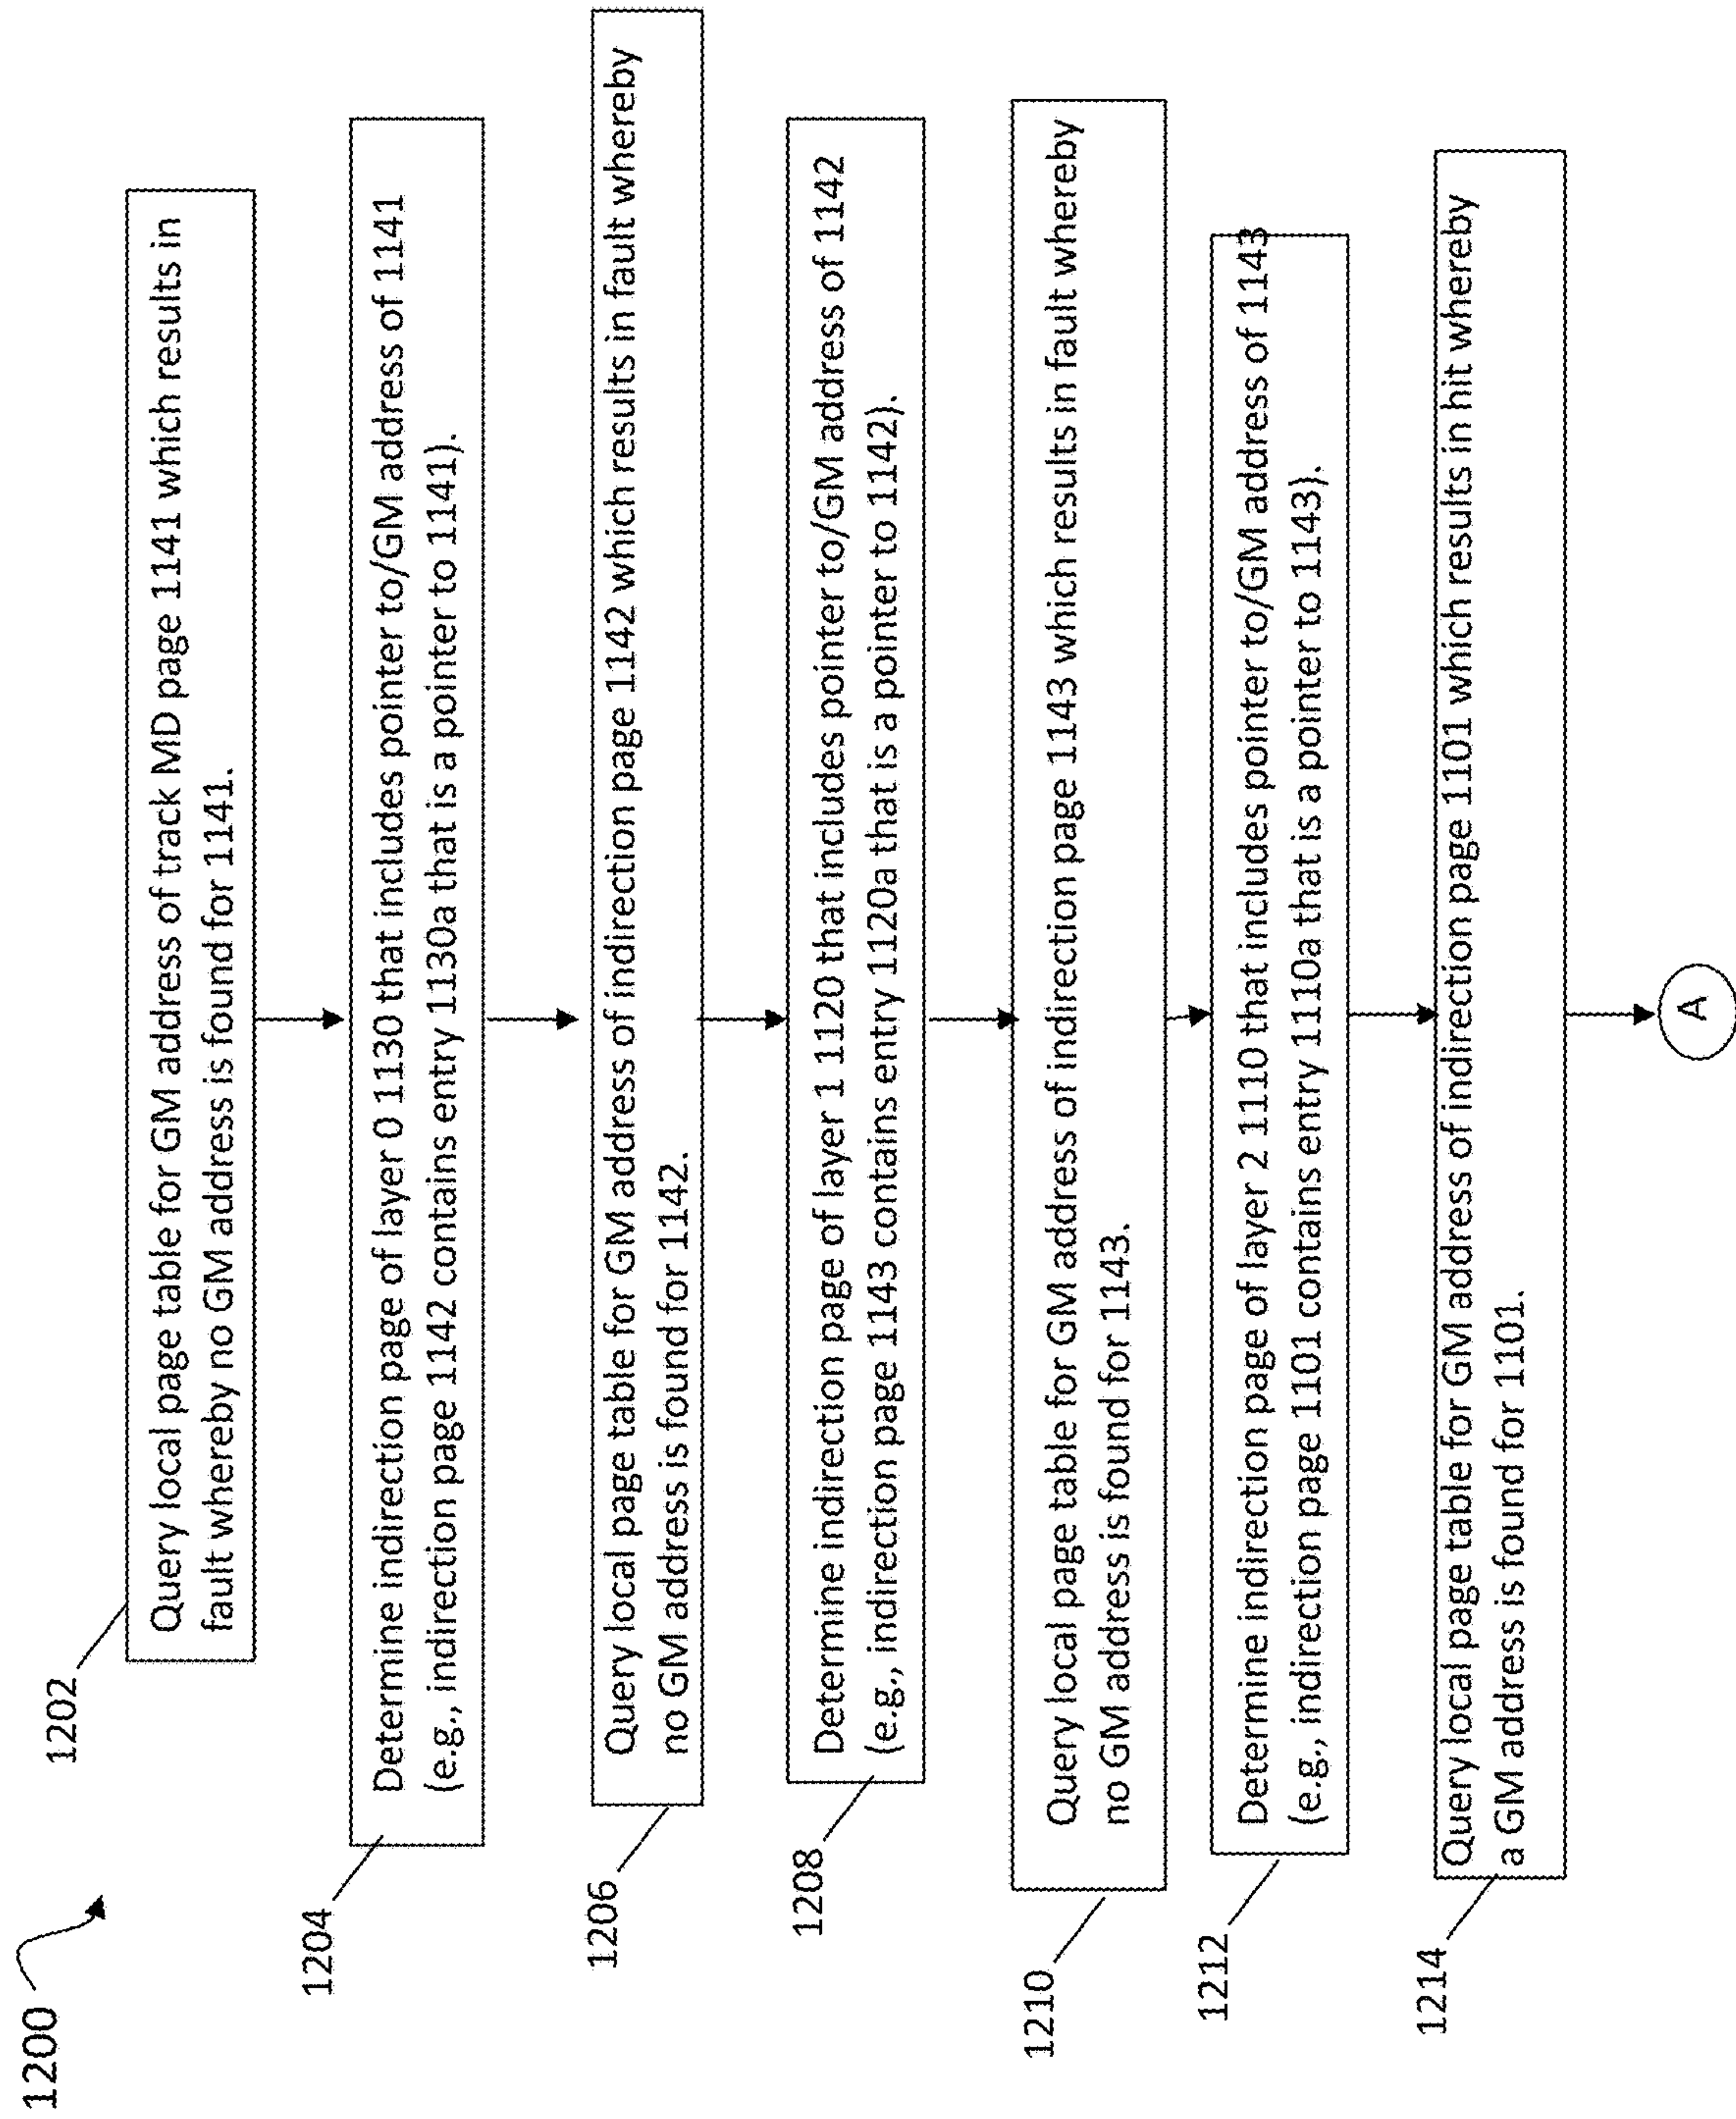 1200
1202
Query local page table for GM address of track MD page 1141 which results in
fault whereby no GM address is found for 1141.
1204
Determine indirection page of layer 0 1130 that includes pointer to/GM address of 1141
(e.g., indirection page 1142 contains entry 1130a that is a pointer to 1141).
1206
Query local page table for GM address of indirection page 1142 which results in fault whereby
no GM address is found for 1142.
1208
Determine indirection page of layer 1 1120 that includes pointer to/GM address of 1142
(e.g., indirection page 1143 contains entry 1120a that is a pointer to 1142).
1210
Query local page table for GM address of indirection page 1143 which results in fault whereby
no GM address is found for 1143.
1212
Determine indirection page of layer 2 1110 that includes pointer to/GM address of 1143
(e.g., indirection page 1101 contains entry 1110a that is a pointer to 1143).
1214
Query local page table for GM address of indirection page 1101 which results in hit whereby
a GM address is found for 1101.
A